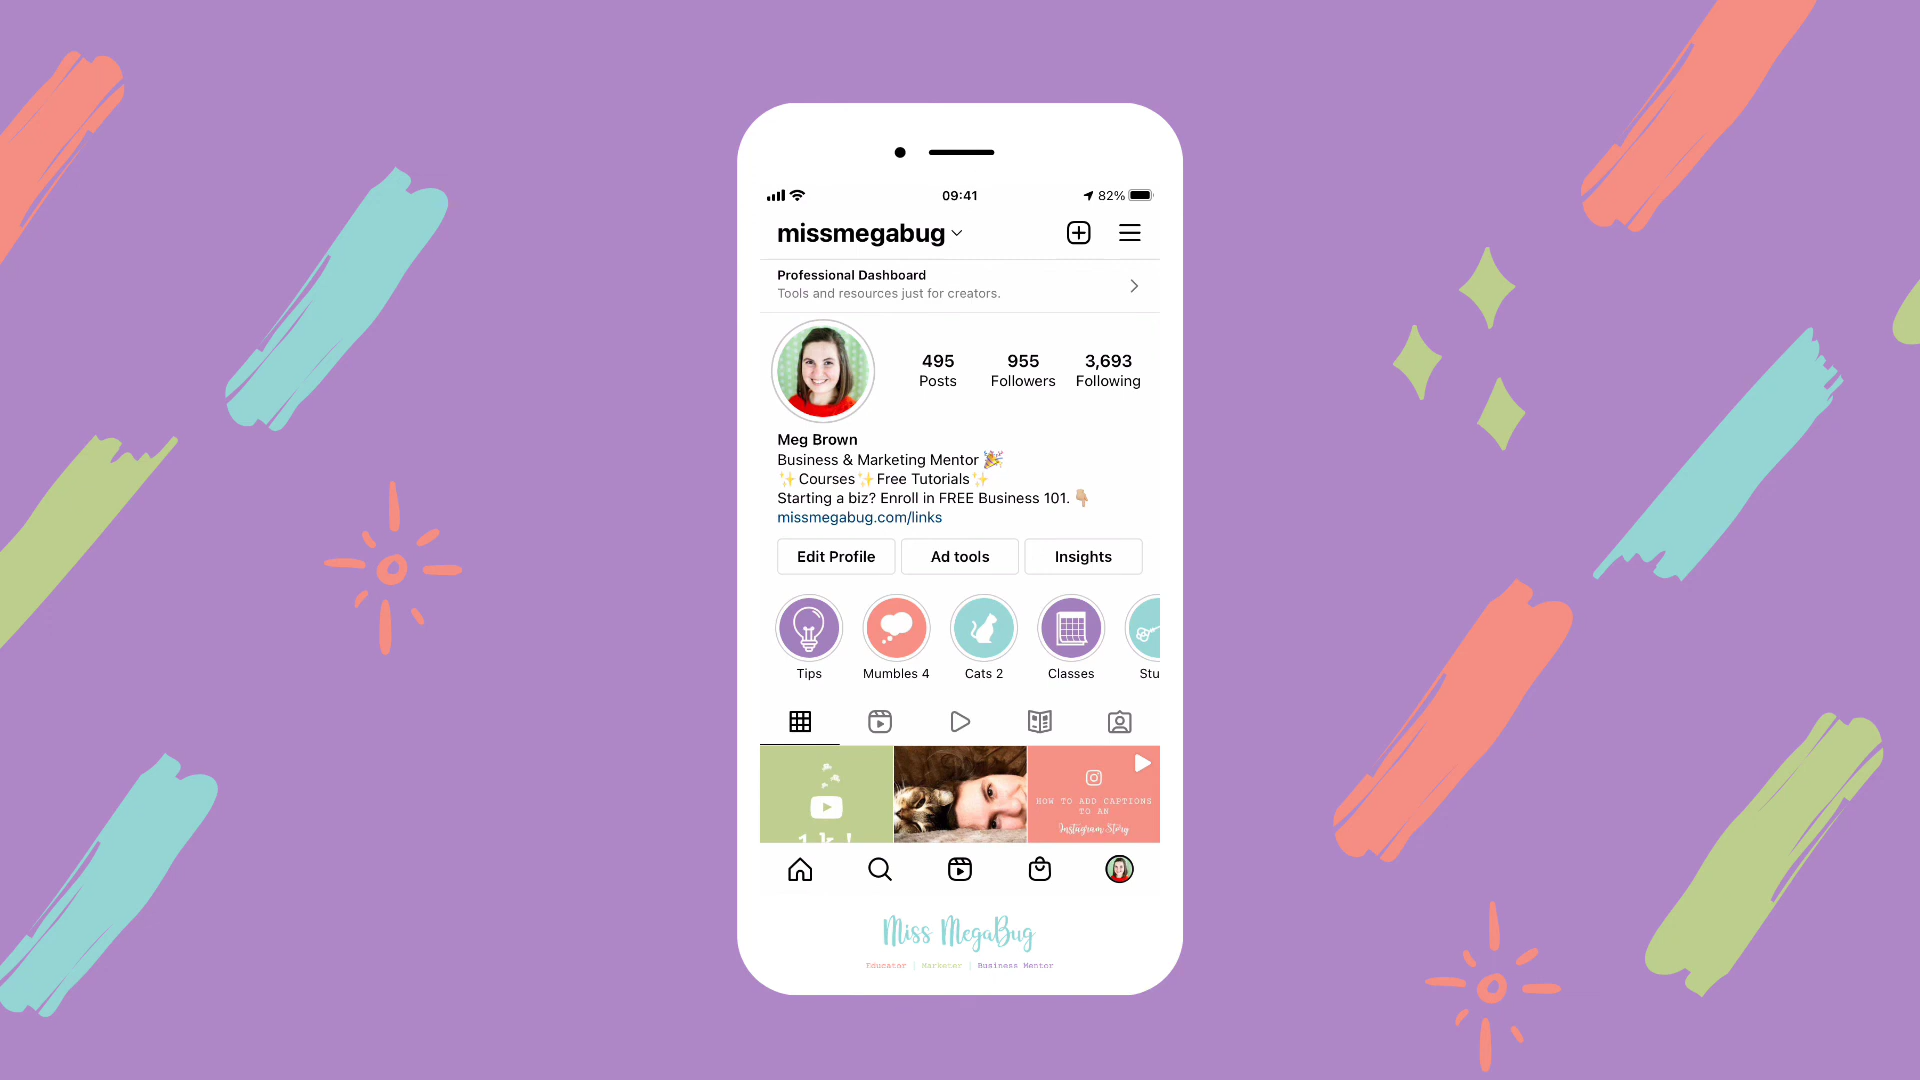 09:41
82%
missmegabug
Professional Dashboard
Tools and resources just for creators.
495 955 3,693
Posts Followers Following
Meg Brown
Business & Marketing Mentor 🎉
✨Courses✨Free Tutorials✨
Starting a biz? Enroll in FREE Business 101. 👇🏼
missmegabug.com/links
Edit Profile Ad tools Insights
Tips Mumbles 4 Cats 2 Classes Stu
1k!
HOW TO ADD CAPTIONS
TO AN
Instagram Story
Miss MegaBug
Educator | Marketer | Business Mentor